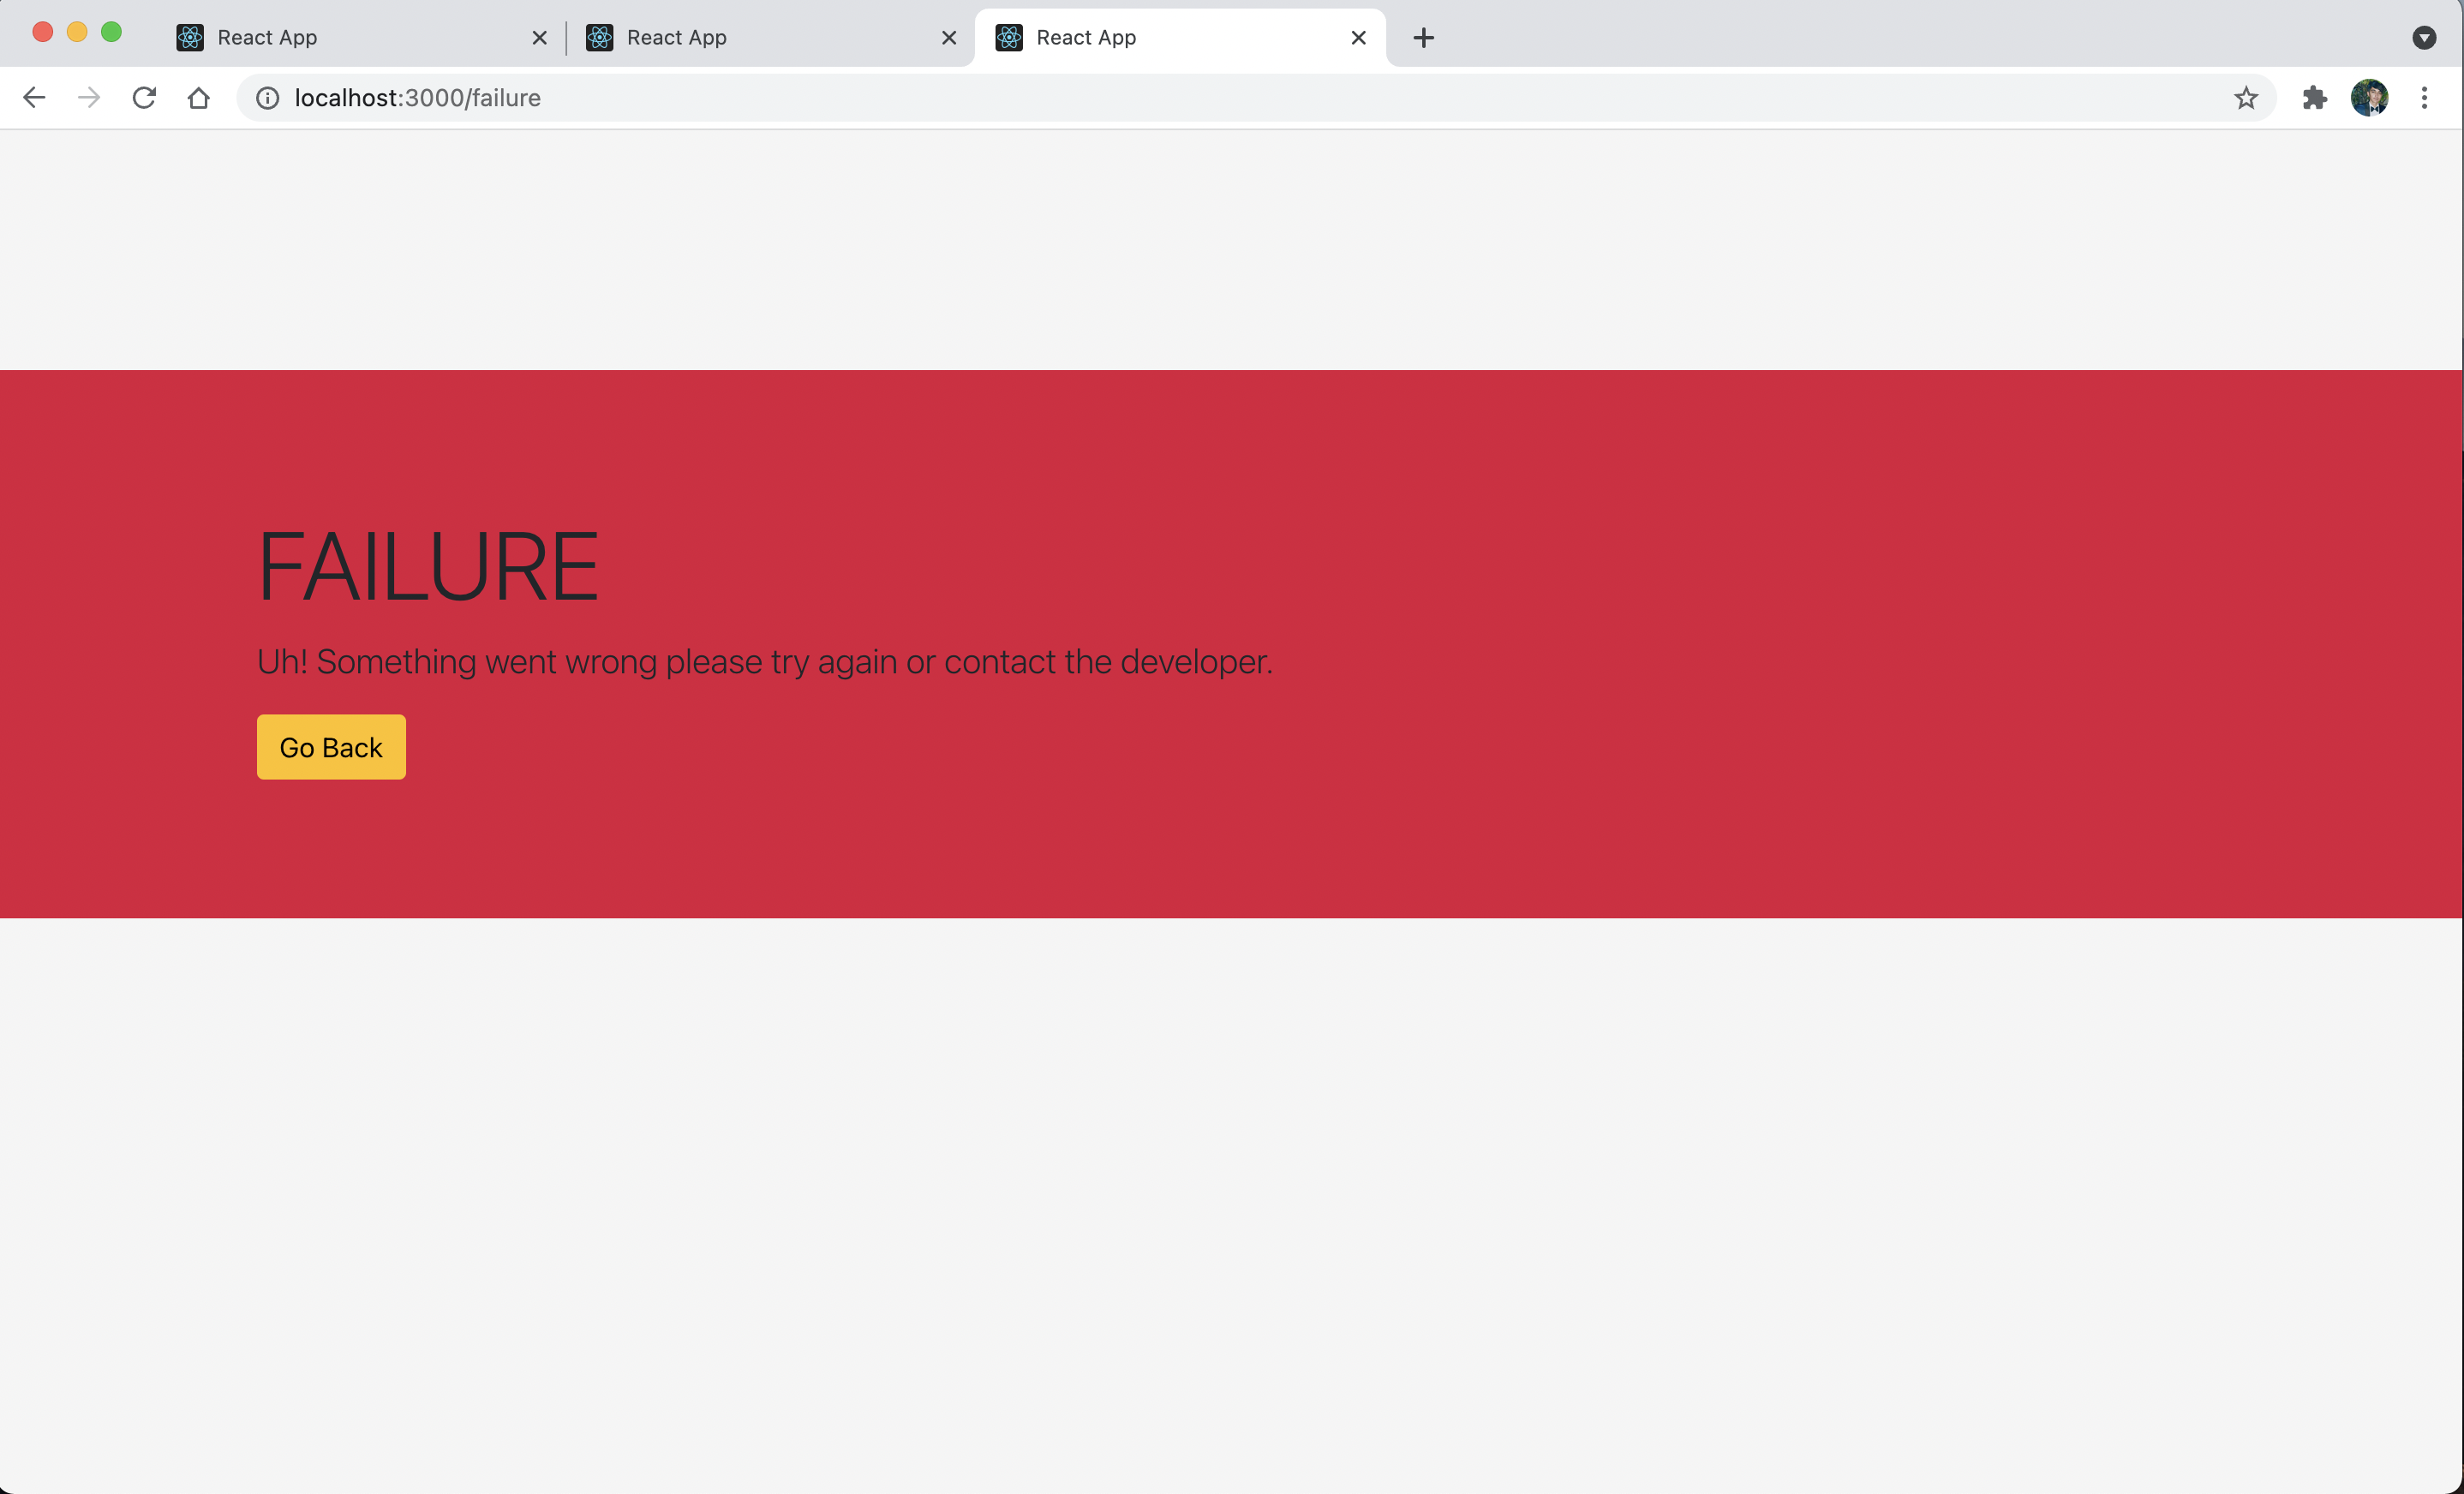 React App
React App
React App
localhost:3000/failure
FAILURE
Uh! Something went wrong please try again or contact the developer.
Go Back